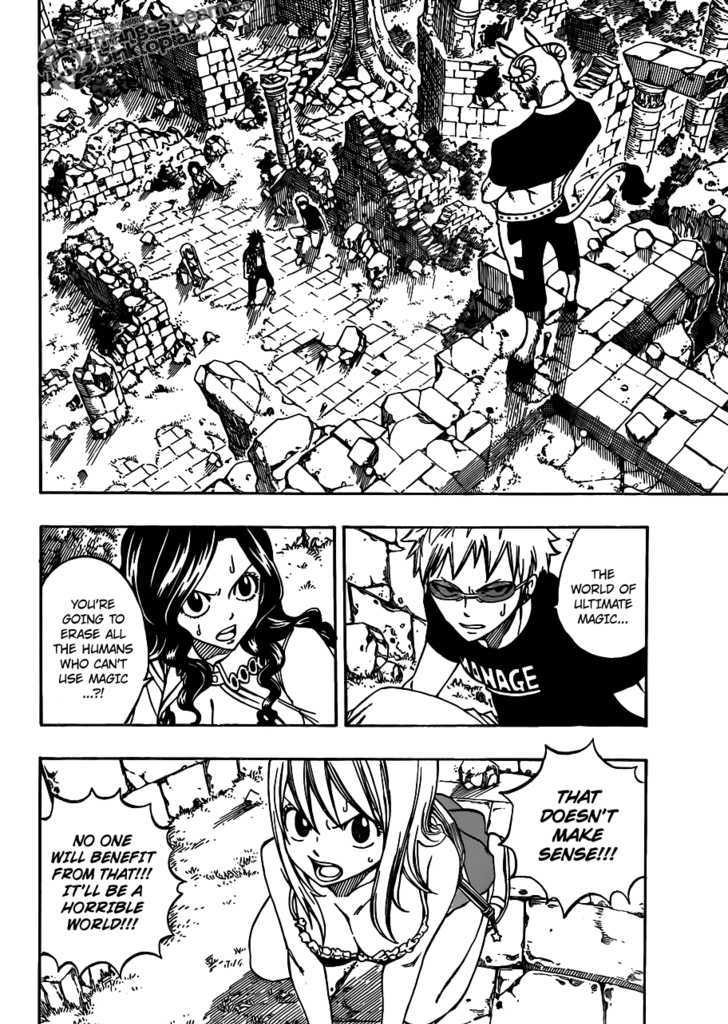 THE
WORLD OF
ULTIMATE
MAGIC...
MANAGE
YOU'RE
GOING TO
ERASE ALL
THE HUMANS
WHO CAN'T
USE MAGIC
...?!
THAT
DOESN'T
MAKE
SENSE!!!
NO ONE
WILL BENEFIT
FROM THAT!!!
IT'LL BE A
HORRIBLE
WORLD!!!